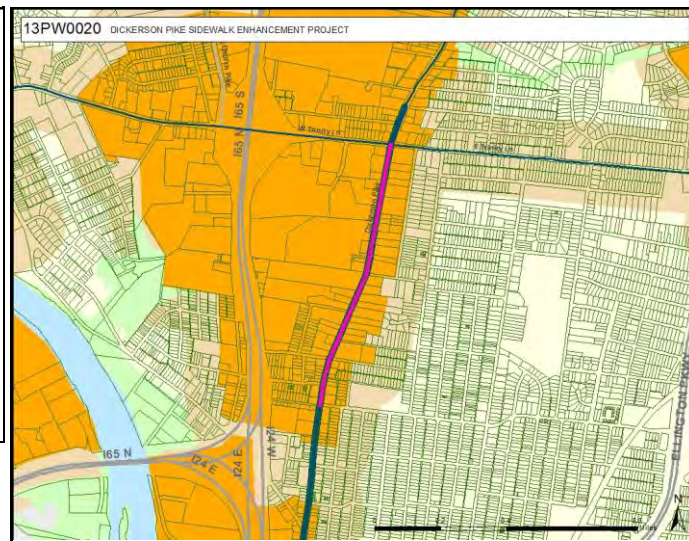 13PW0020 DICKERSON PIKE SIDEWALK ENHANCEMENT PROJECT
I65 S
I65 N
W Trinity Ln
E Trinity Ln
Dickerson Pike
ELLINGTON PKWY
I65 N
I24 E
I24 E
I24 W
N